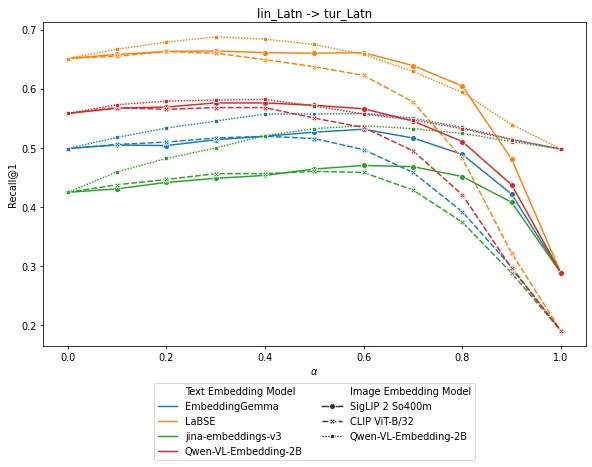 lin_Latn -> tur_Latn
0.7
0.6
0.5
0.4
0.3
0.2
Recall@1
0.0 0.2 0.4 0.6 0.8 1.0
α
Text Embedding Model Image Embedding Model
EmbeddingGemma SigLIP 2 So400m
LaBSE CLIP ViT-B/32
jina-embeddings-v3 Qwen-VL-Embedding-2B
Qwen-VL-Embedding-2B